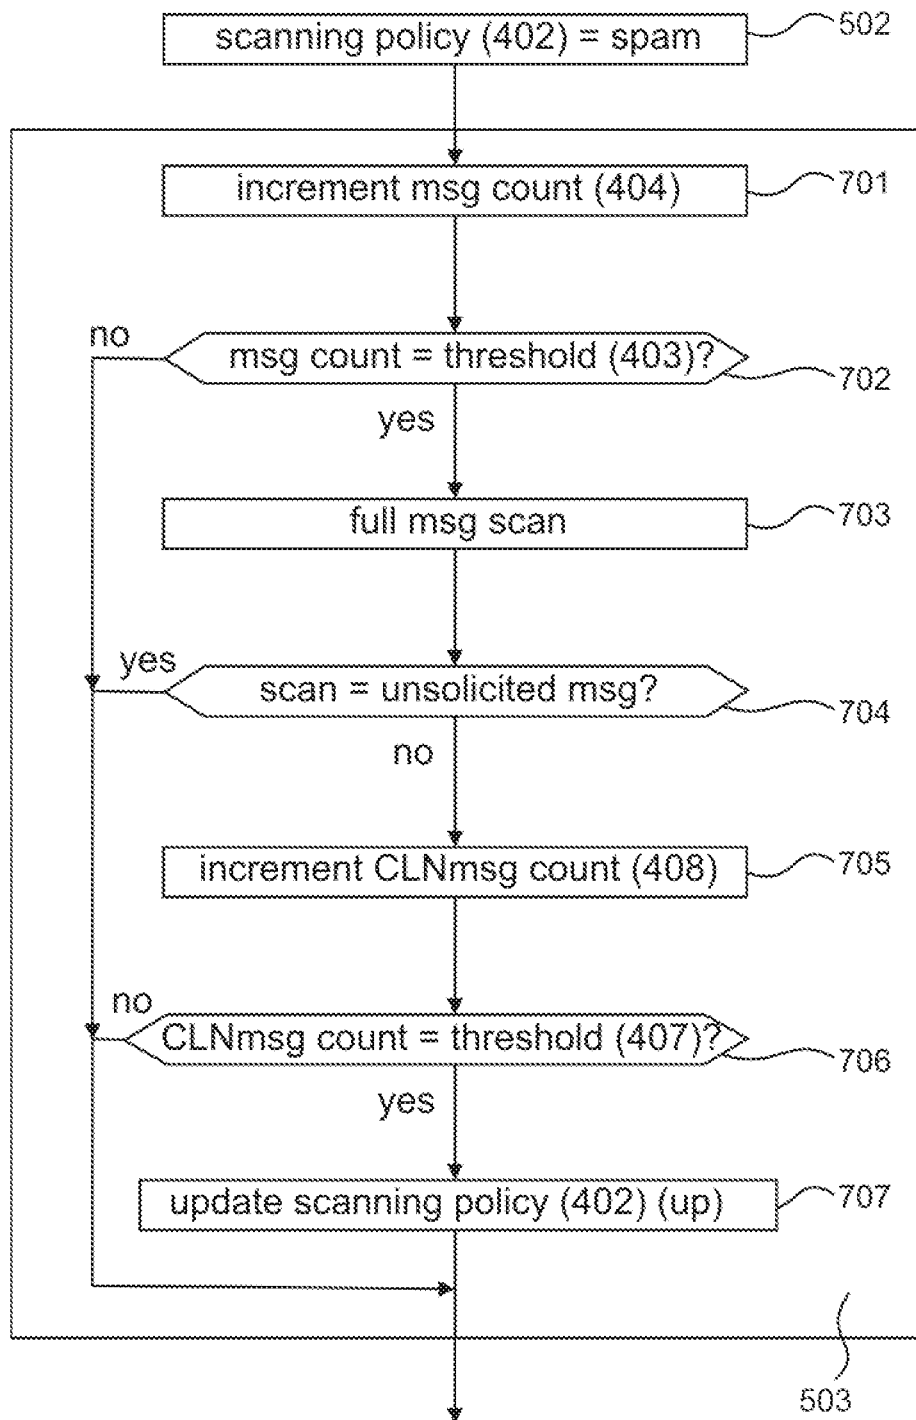 scanning policy (402) = spam
502
increment msg count (404)
701
no
msg count = threshold (403)?
702
yes
full msg scan
703
yes
scan = unsolicited msg?
704
no
increment CLNmsg count (408)
705
no
CLNmsg count = threshold (407)?
706
yes
update scanning policy (402) (up)
707
503